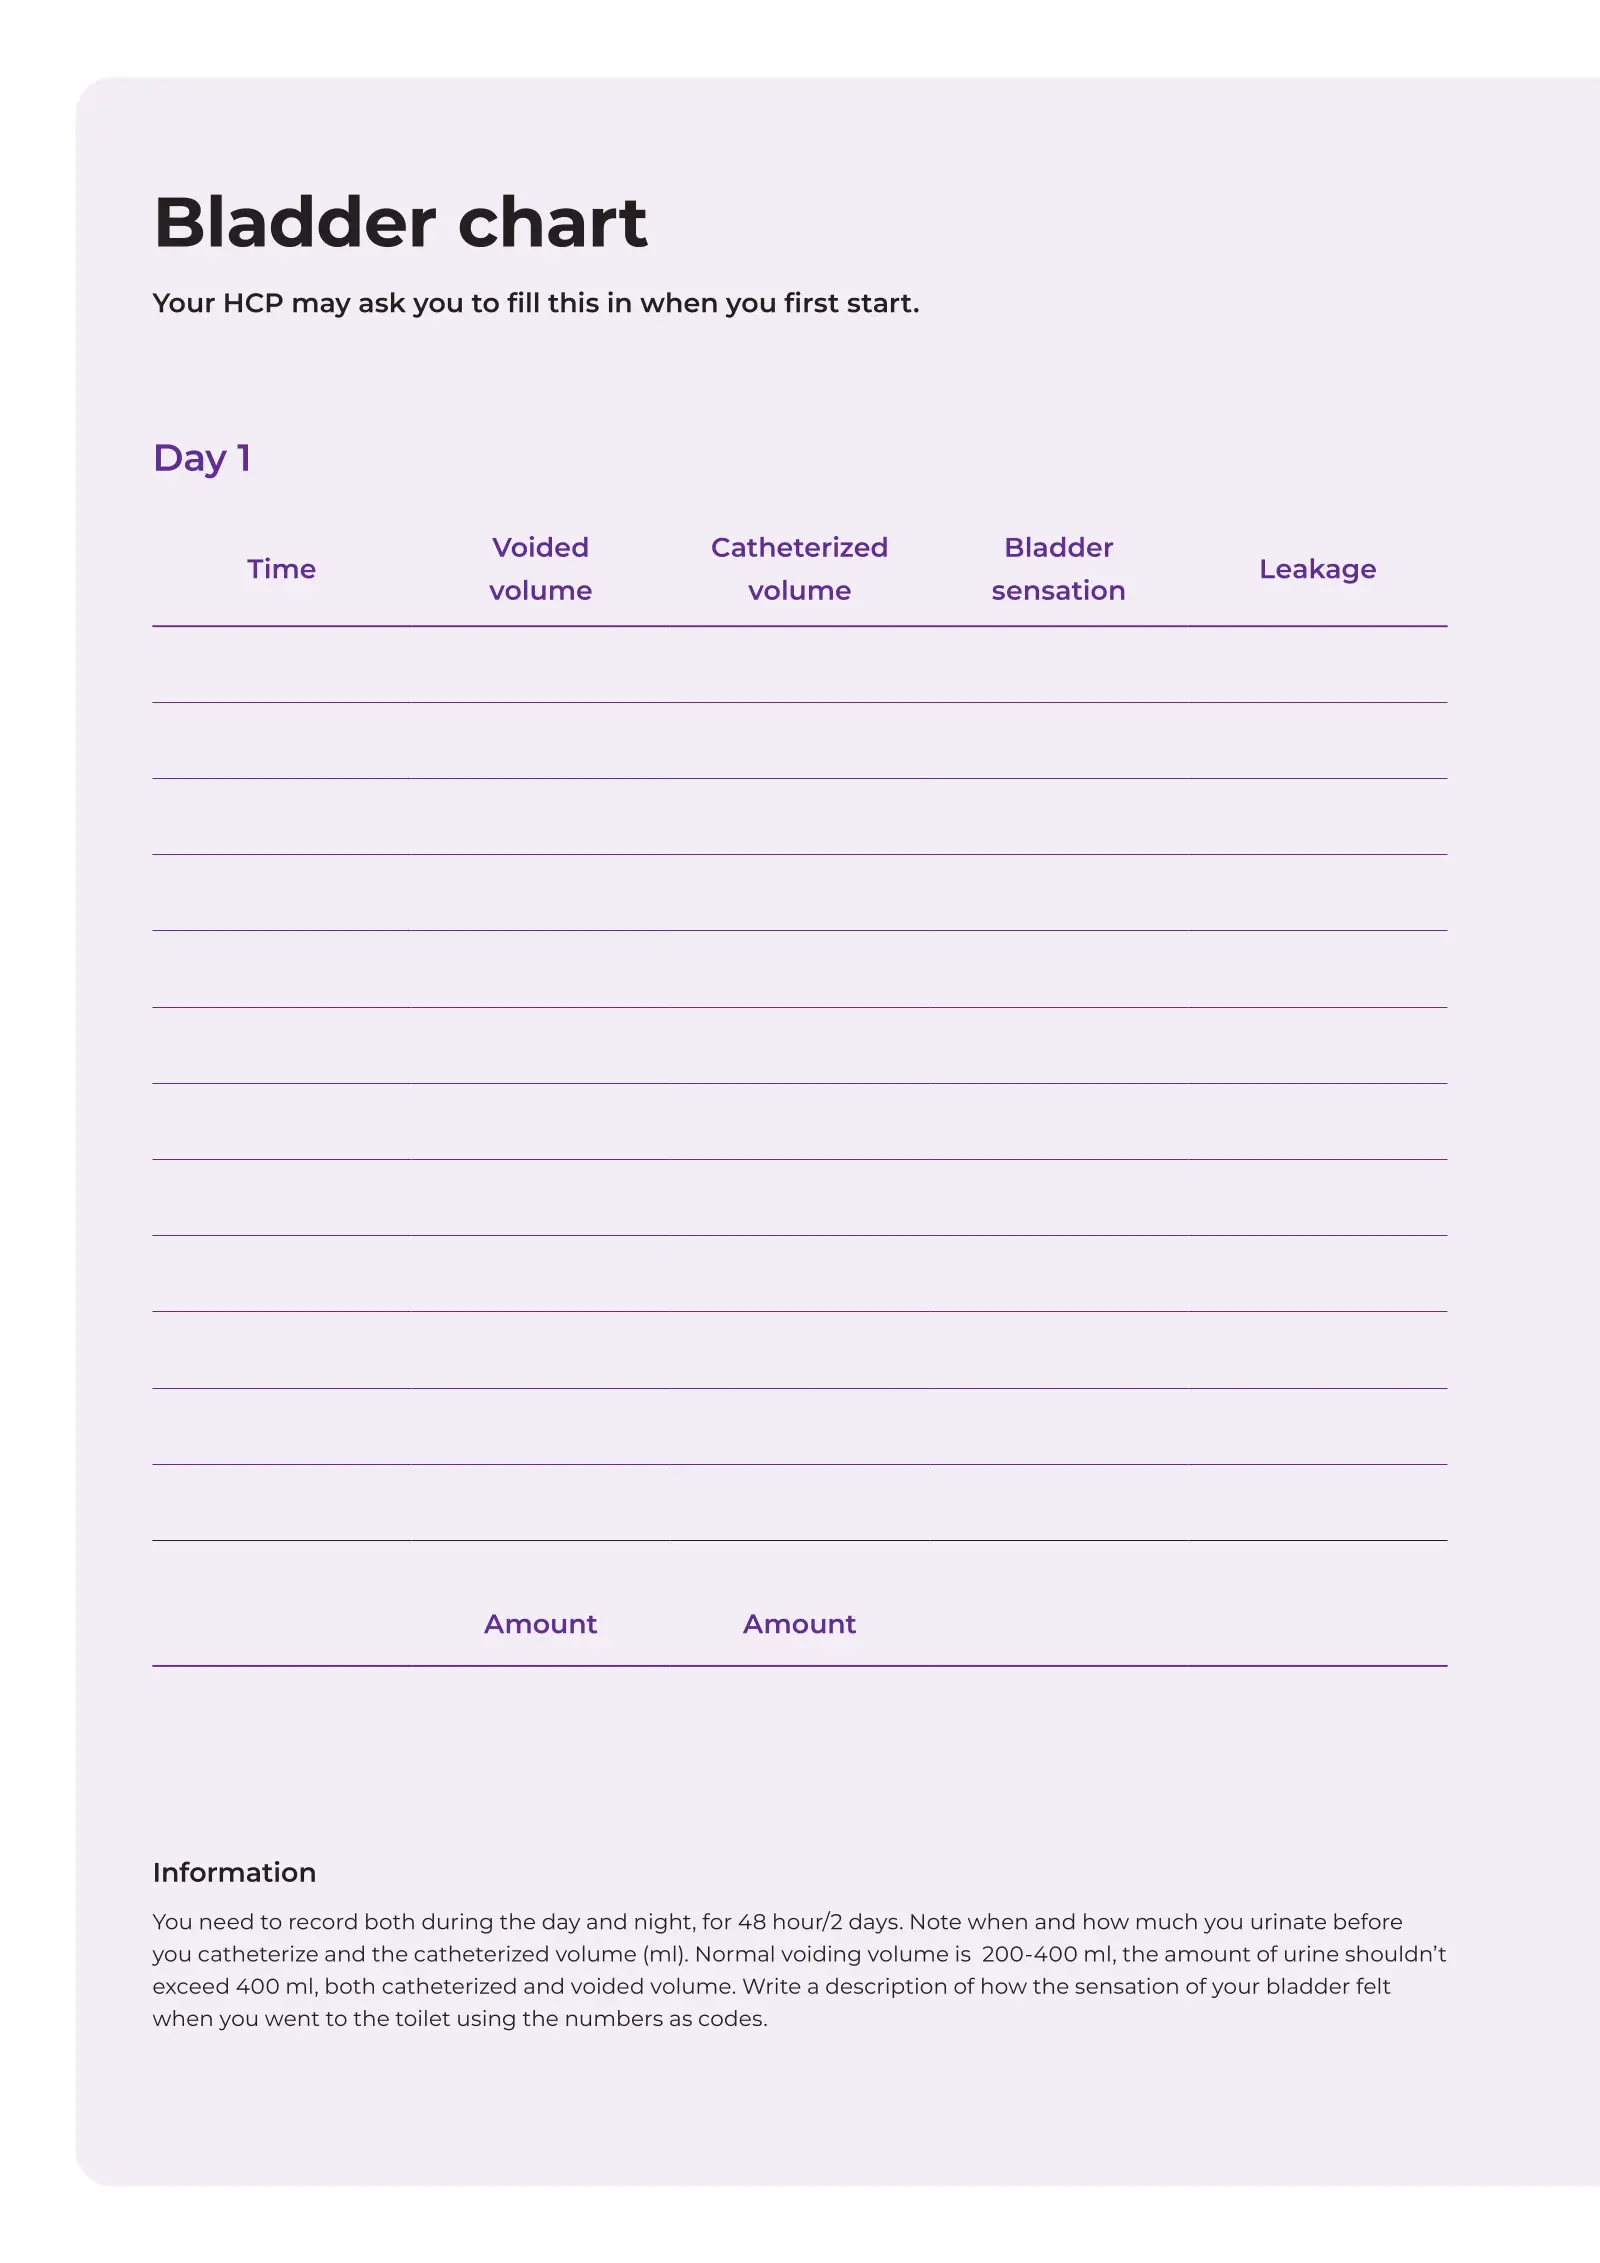 Bladder chart
Your HCP may ask you to fill this in when you first start.
Day 1
Time
Voided
volume
Catheterized
volume
Bladder
sensation
Leakage
Amount
Amount
Information
You need to record both during the day and night, for 48 hour/2 days. Note when and how much you urinate before
you catheterize and the catheterized volume (ml). Normal voiding volume is  200-400 ml, the amount of urine shouldn’t
exceed 400 ml, both catheterized and voided volume. Write a description of how the sensation of your bladder felt
when you went to the toilet using the numbers as codes.